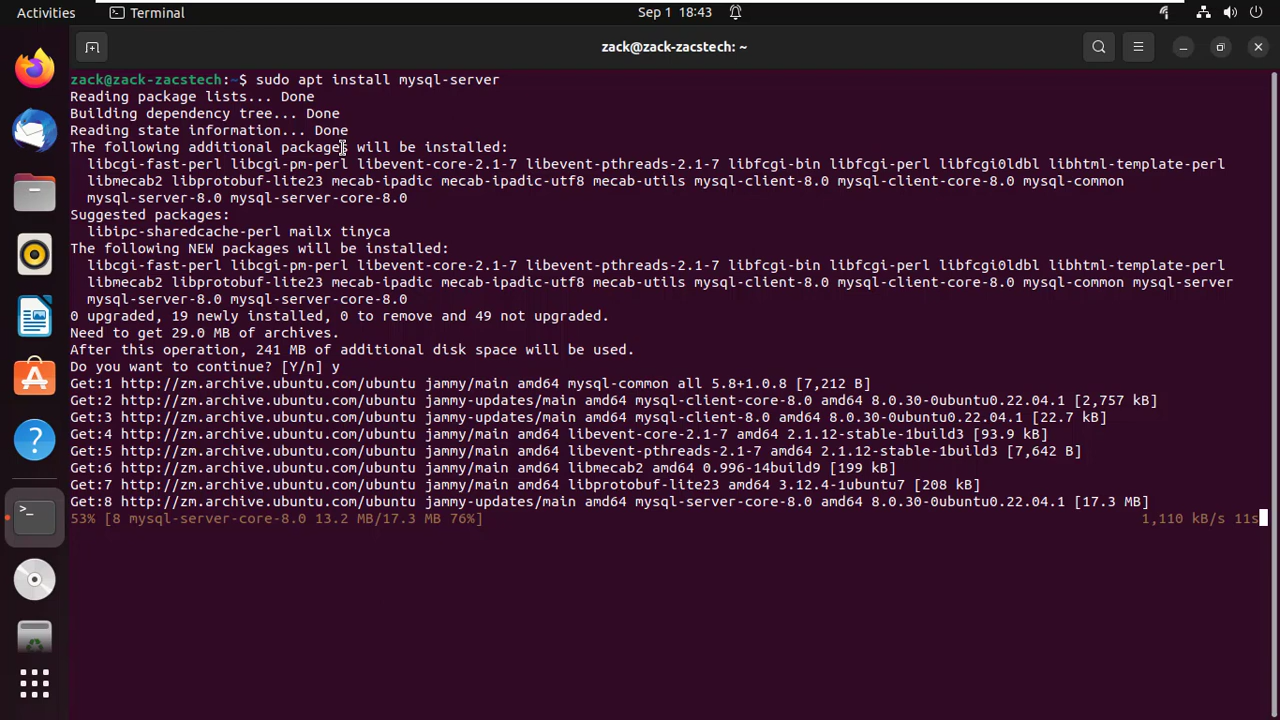 Activities
Terminal
Sep 1 18:43
zack@zack-zacstech: ~
zack@zack-zacstech:~$ sudo apt install mysql-server
Reading package lists... Done
Building dependency tree... Done
Reading state information... Done
The following additional packages will be installed:
libcgi-fast-perl libcgi-pm-perl libevent-core-2.1-7 libevent-pthreads-2.1-7 libfcgi-bin libfcgi-perl libfcgi0ldbl libhtml-template-perl
libmecab2 libprotobuf-lite23 mecab-ipadic mecab-ipadic-utf8 mecab-utils mysql-client-8.0 mysql-client-core-8.0 mysql-common
mysql-server-8.0 mysql-server-core-8.0
Suggested packages:
libipc-sharedcache-perl mailx tinyca
The following NEW packages will be installed:
libcgi-fast-perl libcgi-pm-perl libevent-core-2.1-7 libevent-pthreads-2.1-7 libfcgi-bin libfcgi-perl libfcgi0ldbl libhtml-template-perl
libmecab2 libprotobuf-lite23 mecab-ipadic mecab-ipadic-utf8 mecab-utils mysql-client-8.0 mysql-client-core-8.0 mysql-common mysql-server
mysql-server-8.0 mysql-server-core-8.0
0 upgraded, 19 newly installed, 0 to remove and 49 not upgraded.
Need to get 29.0 MB of archives.
After this operation, 241 MB of additional disk space will be used.
Do you want to continue? [Y/n] y
Get:1 http://zm.archive.ubuntu.com/ubuntu jammy/main amd64 mysql-common all 5.8+1.0.8 [7,212 B]
Get:2 http://zm.archive.ubuntu.com/ubuntu jammy-updates/main amd64 mysql-client-core-8.0 amd64 8.0.30-0ubuntu0.22.04.1 [2,757 kB]
Get:3 http://zm.archive.ubuntu.com/ubuntu jammy-updates/main amd64 mysql-client-8.0 amd64 8.0.30-0ubuntu0.22.04.1 [22.7 kB]
Get:4 http://zm.archive.ubuntu.com/ubuntu jammy/main amd64 libevent-core-2.1-7 amd64 2.1.12-stable-1build3 [93.9 kB]
Get:5 http://zm.archive.ubuntu.com/ubuntu jammy/main amd64 libevent-pthreads-2.1-7 amd64 2.1.12-stable-1build3 [7,642 B]
Get:6 http://zm.archive.ubuntu.com/ubuntu jammy/main amd64 libmecab2 amd64 0.996-14build9 [199 kB]
Get:7 http://zm.archive.ubuntu.com/ubuntu jammy/main amd64 libprotobuf-lite23 amd64 3.12.4-1ubuntu7 [208 kB]
Get:8 http://zm.archive.ubuntu.com/ubuntu jammy-updates/main amd64 mysql-server-core-8.0 amd64 8.0.30-0ubuntu0.22.04.1 [17.3 MB]
53% [8 mysql-server-core-8.0 13.2 MB/17.3 MB 76%] 1,110 kB/s 11s